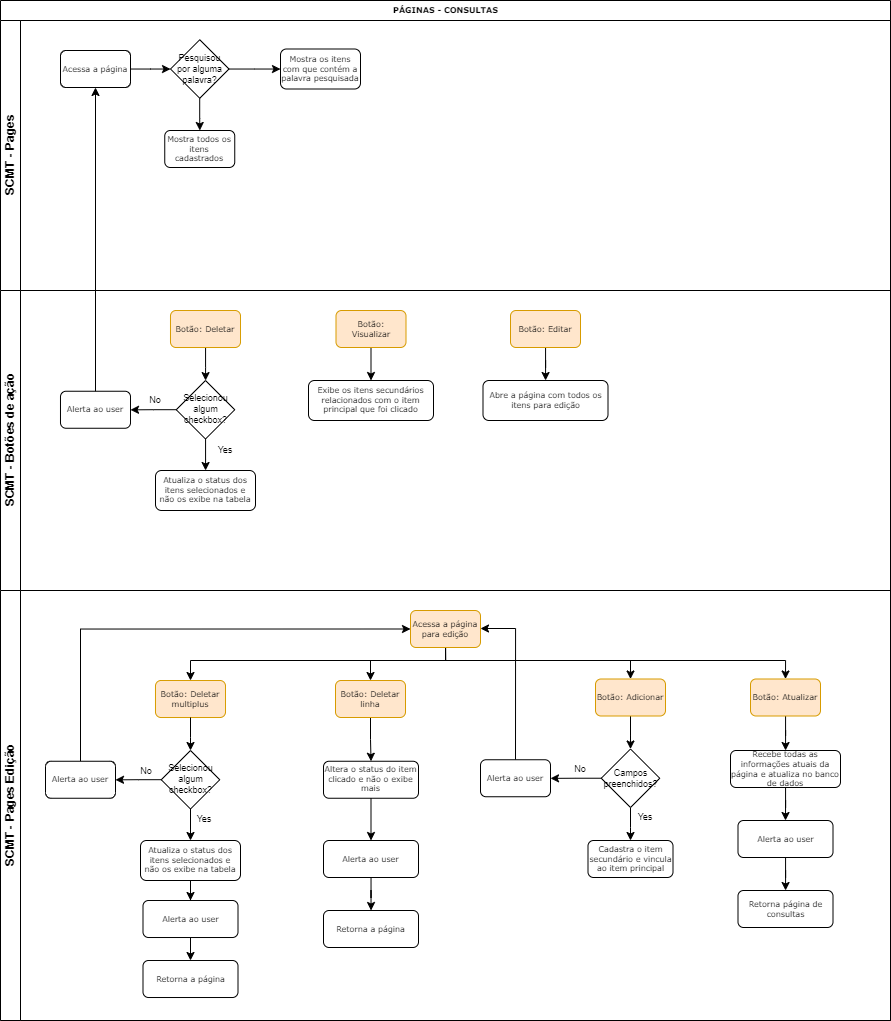 PÁGINAS - CONSULTAS
SCMT - Pages
Acessa a página
Pesquisou
por alguma
palavra?
Mostra os itens
com que contém a
palavra pesquisada
Mostra todos os
itens
cadastrados
SCMT - Botões de ação
Botão: Deletar
Botão:
Visualizar
Botão: Editar
Alerta ao user
No
Selecionou
algum
checkbox?
Exibe os itens secundários
relacionados com o item
principal que foi clicado
Abre a página com todos os
itens para edição
Yes
Atualiza o status dos
itens selecionados e
não os exibe na tabela
SCMT - Pages Edição
Acessa a página
para edição
Botão: Deletar
multiplus
Botão: Deletar
linha
Botão: Adicionar
Botão: Atualizar
Alerta ao user
No
Selecionou
algum
checkbox?
Altera o status do item
clicado e não o exibe
mais
Alerta ao user
No
Campos
preenchidos?
Recebe todas as
informações atuais da
página e atualiza no banco
de dados
Yes
Yes
Atualiza o status dos
itens selecionados e
não os exibe na tabela
Alerta ao user
Cadastra o item
secundário e vincula
ao item principal
Alerta ao user
Alerta ao user
Retorna a página
Retorna página de
consultas
Retorna a página